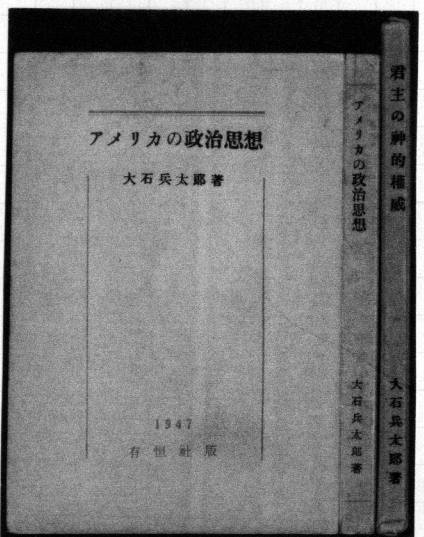 アメリカの政治思想
大石兵太郎著
1947
有恒社版
アメリカの政治思想
大石兵太郎著
君主の神的權威
大石兵太郎著